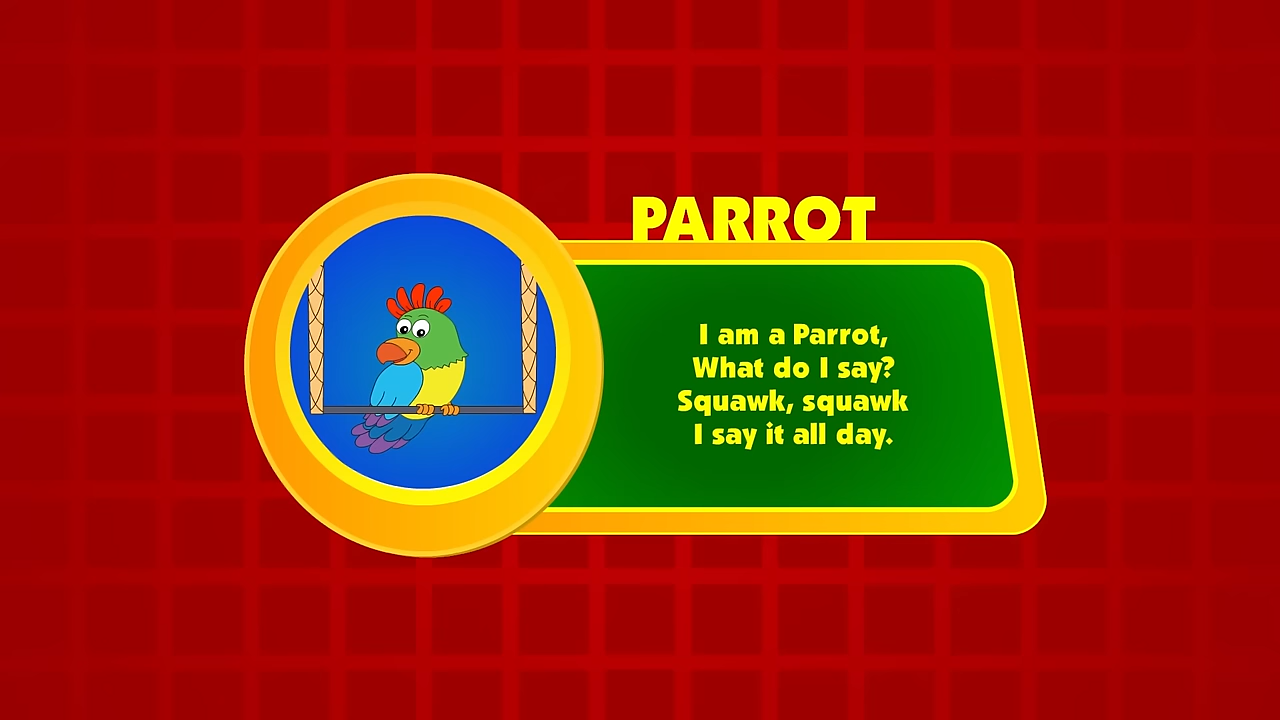 PARROT
I am a Parrot,
What do I say?
Squawk, squawk
I say it all day.